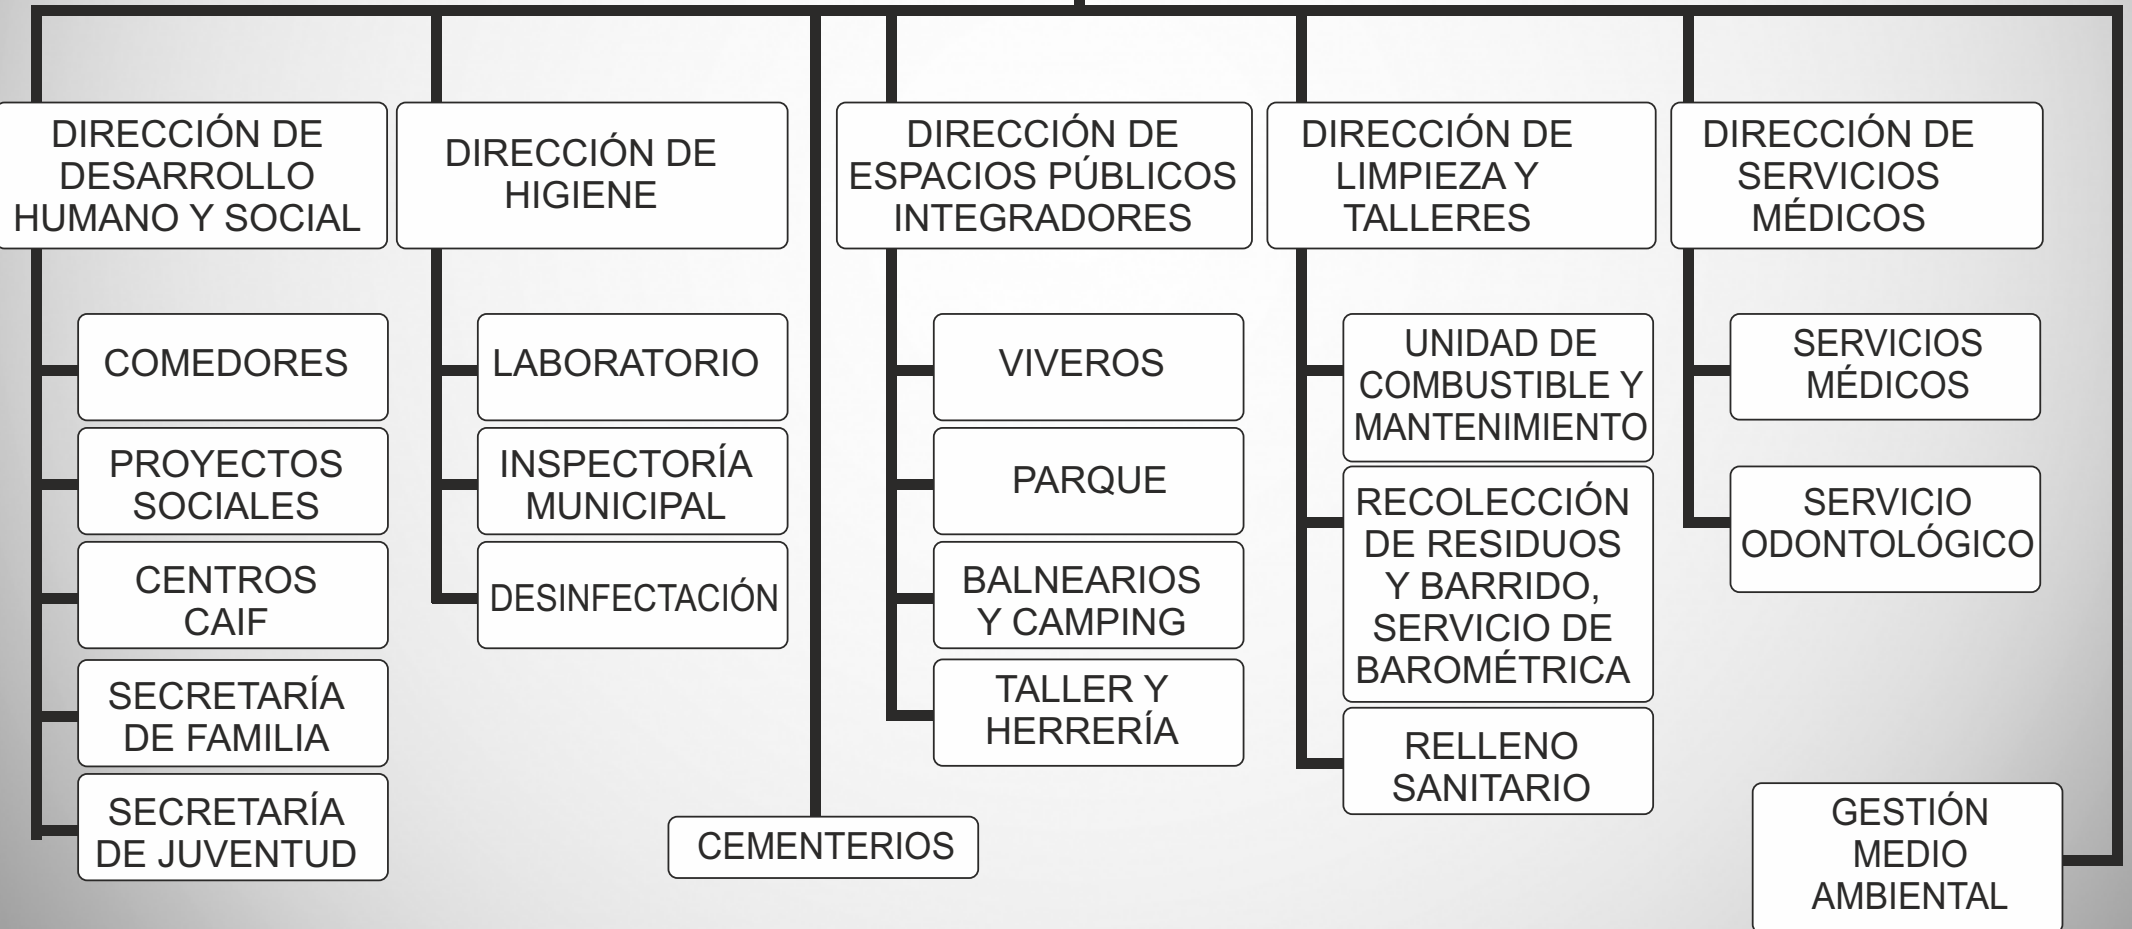 DIRECCIÓN DE
DESARROLLO
HUMANO Y SOCIAL
COMEDORES
PROYECTOS
SOCIALES
CENTROS
CAIF
SECRETARÍA
DE FAMILIA
SECRETARÍA
DE JUVENTUD
DIRECCIÓN DE
HIGIENE
LABORATORIO
INSPECTORÍA
MUNICIPAL
DESINFECTACIÓN
CEMENTERIOS
DIRECCIÓN DE
ESPACIOS PÚBLICOS
INTEGRADORES
VIVEROS
PARQUE
BALNEARIOS
Y CAMPING
TALLER Y
HERRERÍA
DIRECCIÓN DE
LIMPIEZA Y
TALLERES
UNIDAD DE
COMBUSTIBLE Y
MANTENIMIENTO
RECOLECCIÓN
DE RESIDUOS
Y BARRIDO,
SERVICIO DE
BAROMÉTRICA
RELLENO
SANITARIO
DIRECCIÓN DE
SERVICIOS
MÉDICOS
SERVICIOS
MÉDICOS
SERVICIO
ODONTOLÓGICO
GESTIÓN
MEDIO
AMBIENTAL